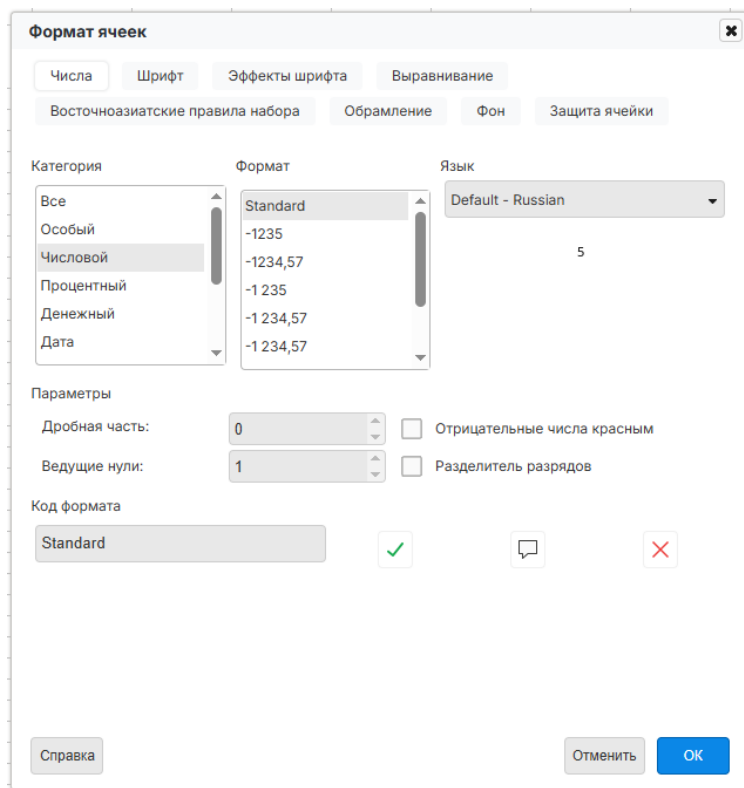 Формат ячеек
Числа Шрифт Эффекты шрифта Выравнивание
Восточноазиатские правила набора Обрамление Фон Защита ячейки
Категория Формат Язык
Все
Особый
Числовой
Процентный
Денежный
Дата
Standard
-1235
-1234,57
-1 235
-1 234,57
-1 234,57
Default - Russian
5
Параметры
Дробная часть: 0 Отрицательные числа красным
Ведущие нули: 1 Разделитель разрядов
Код формата
Standard
Справка Отменить ОК